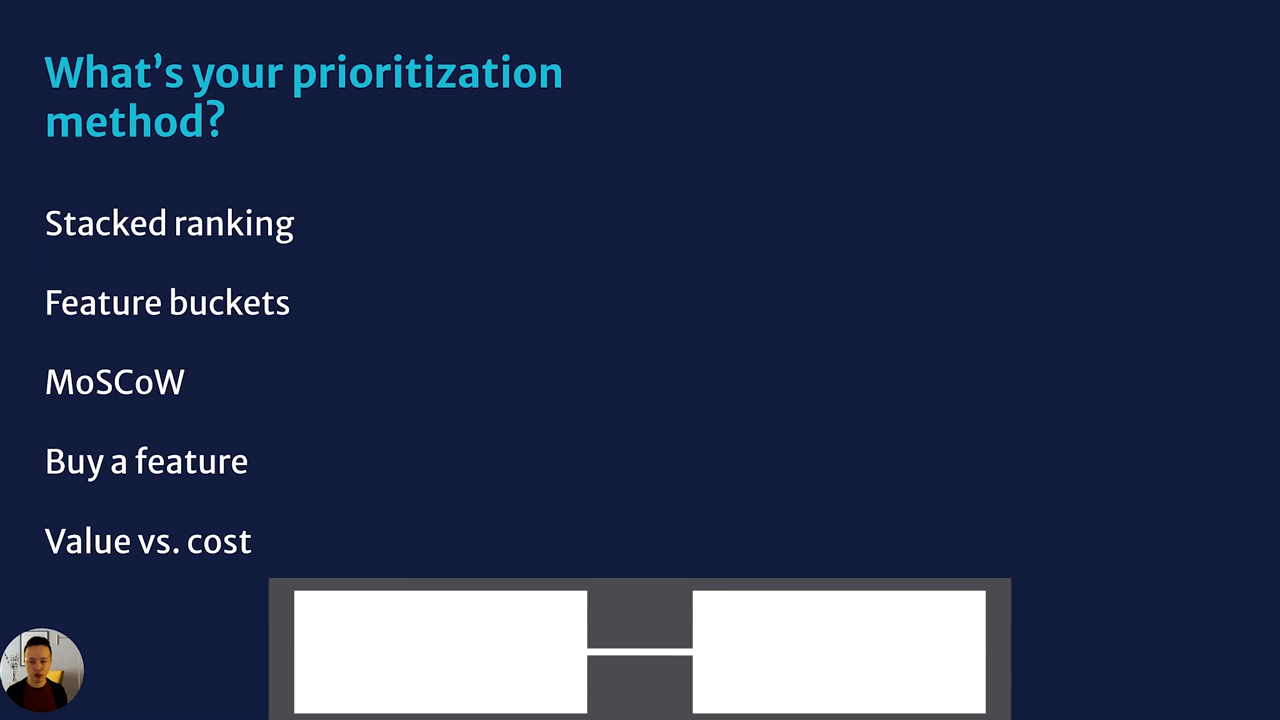 What’s your prioritization
method?
Stacked ranking
Feature buckets
MoSCoW
Buy a feature
Value vs. cost